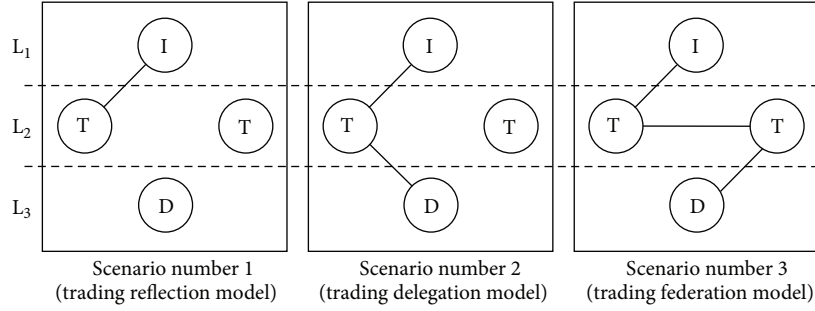 L1
I
I
I
L2
T
T
T
T
T
T
L3
D
D
D
Scenario number 1
(trading reflection model)
Scenario number 2
(trading delegation model)
Scenario number 3
(trading federation model)